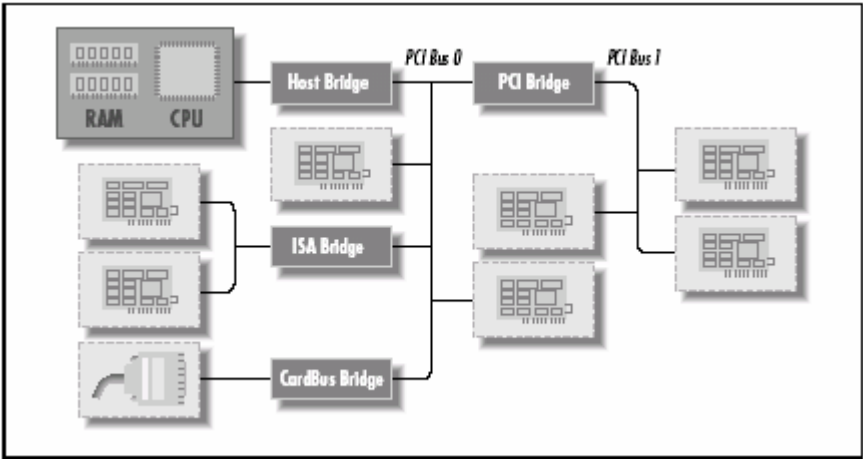 PCI Bus 0
PCI Bus 1
Host Bridge
PCI Bridge
RAM
CPU
ISA Bridge
CardBus Bridge